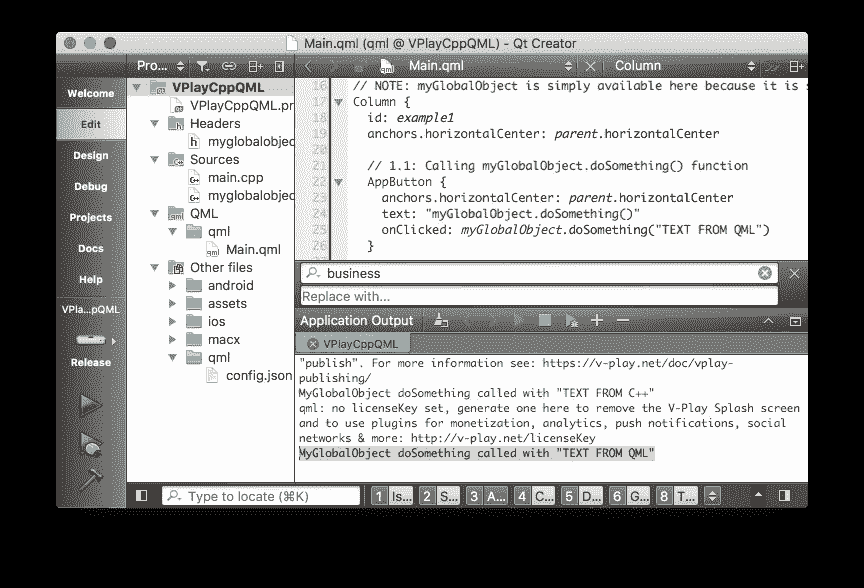 Main.qml (qml @ VPlayCppQML) - Qt Creator
Pro...
Main.qml
Column
Welcome
Edit
Design
Debug
Projects
Docs
Help
VPla...pQML
Release
VPlayCppQML
VPlayCppQML.pr
Headers
myglobalobjec
Sources
main.cpp
myglobalobjec
QML
qml
Main.qml
Other files
android
assets
ios
macx
qml
config.json
16 // NOTE: myGlobalObject is simply available here because it is s
17 Column {
18 id: example1
19 anchors.horizontalCenter: parent.horizontalCenter
20
21 // 1.1: Calling myGlobalObject.doSomething() function
22 AppButton {
23 anchors.horizontalCenter: parent.horizontalCenter
24 text: "myGlobalObject.doSomething()"
25 onClicked: myGlobalObject.doSomething("TEXT FROM QML")
26 }
business
Replace with...
Application Output
VPlayCppQML
"publish". For more information see: https://v-play.net/doc/vplay-
publishing/
MyGlobalObject doSomething called with "TEXT FROM C++"
qml: no licenseKey set, generate one here to remove the V-Play Splash screen
and to use plugins for monetization, analytics, push notifications, social
networks & more: http://v-play.net/licenseKey
MyGlobalObject doSomething called with "TEXT FROM QML"
Type to locate (⌘K)
1 Is...
2 S...
3 A...
4 C...
5 D...
6 G...
8 T...